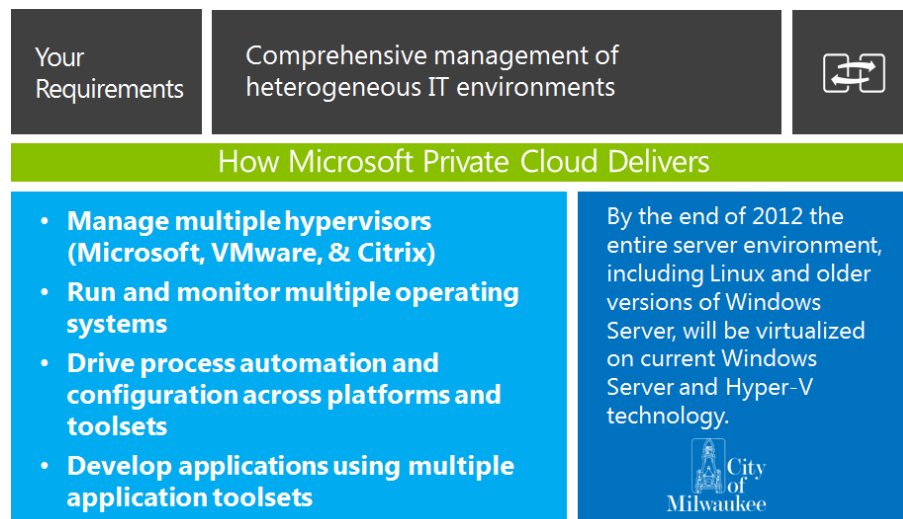 Your
Requirements
Comprehensive management of
heterogeneous IT environments
How Microsoft Private Cloud Delivers
• Manage multiple hypervisors
(Microsoft, VMware, & Citrix)
• Run and monitor multiple operating
systems
• Drive process automation and
configuration across platforms and
toolsets
• Develop applications using multiple
application toolsets
By the end of 2012 the
entire server environment,
including Linux and older
versions of Windows
Server, will be virtualized
on current Windows
Server and Hyper-V
technology.
City
of
Milwaukee